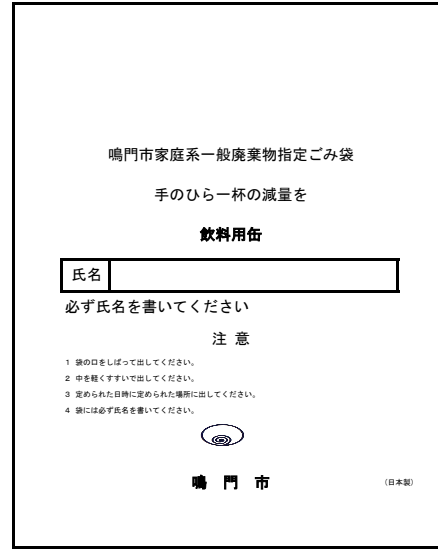 鳴門市家庭系一般廃棄物指定ごみ袋
手のひら一杯の減量を
飲料用缶
氏名
必ず氏名を書いてください
注 意
1 袋の口をしばって出してください。
2 中を軽くすすいで出してください。
3 定められた日時に定められた場所に出してください。
4 袋には必ず氏名を書いてください。
鳴 門 市
(日本製)